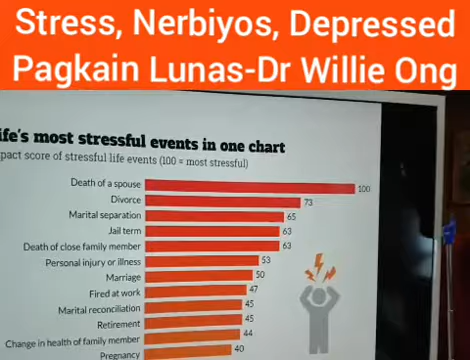 Stress, Nerbiyos, Depressed
Pagkain Lunas-Dr Willie Ong
ife's most stressful events in one chart
pact score of stressful life events (100 = most stressful)
Death of a spouse 100
Divorce 73
Marital separation 65
Jail term 63
Death of close family member 63
Personal injury or illness 53
Marriage 50
Fired at work 47
Marital reconciliation 45
Retirement 45
Change in health of family member 44
Pregnancy 40